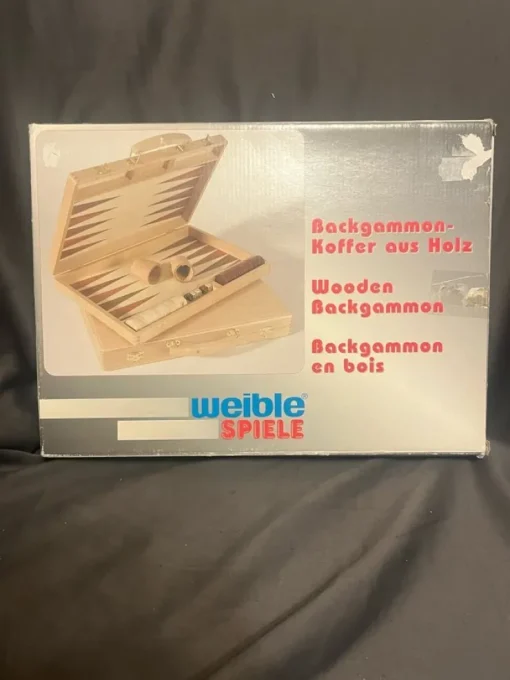 Backgammon-
Koffer aus Holz
Wooden
Backgammon
Backgammon
en bois
weible®
SPIELE